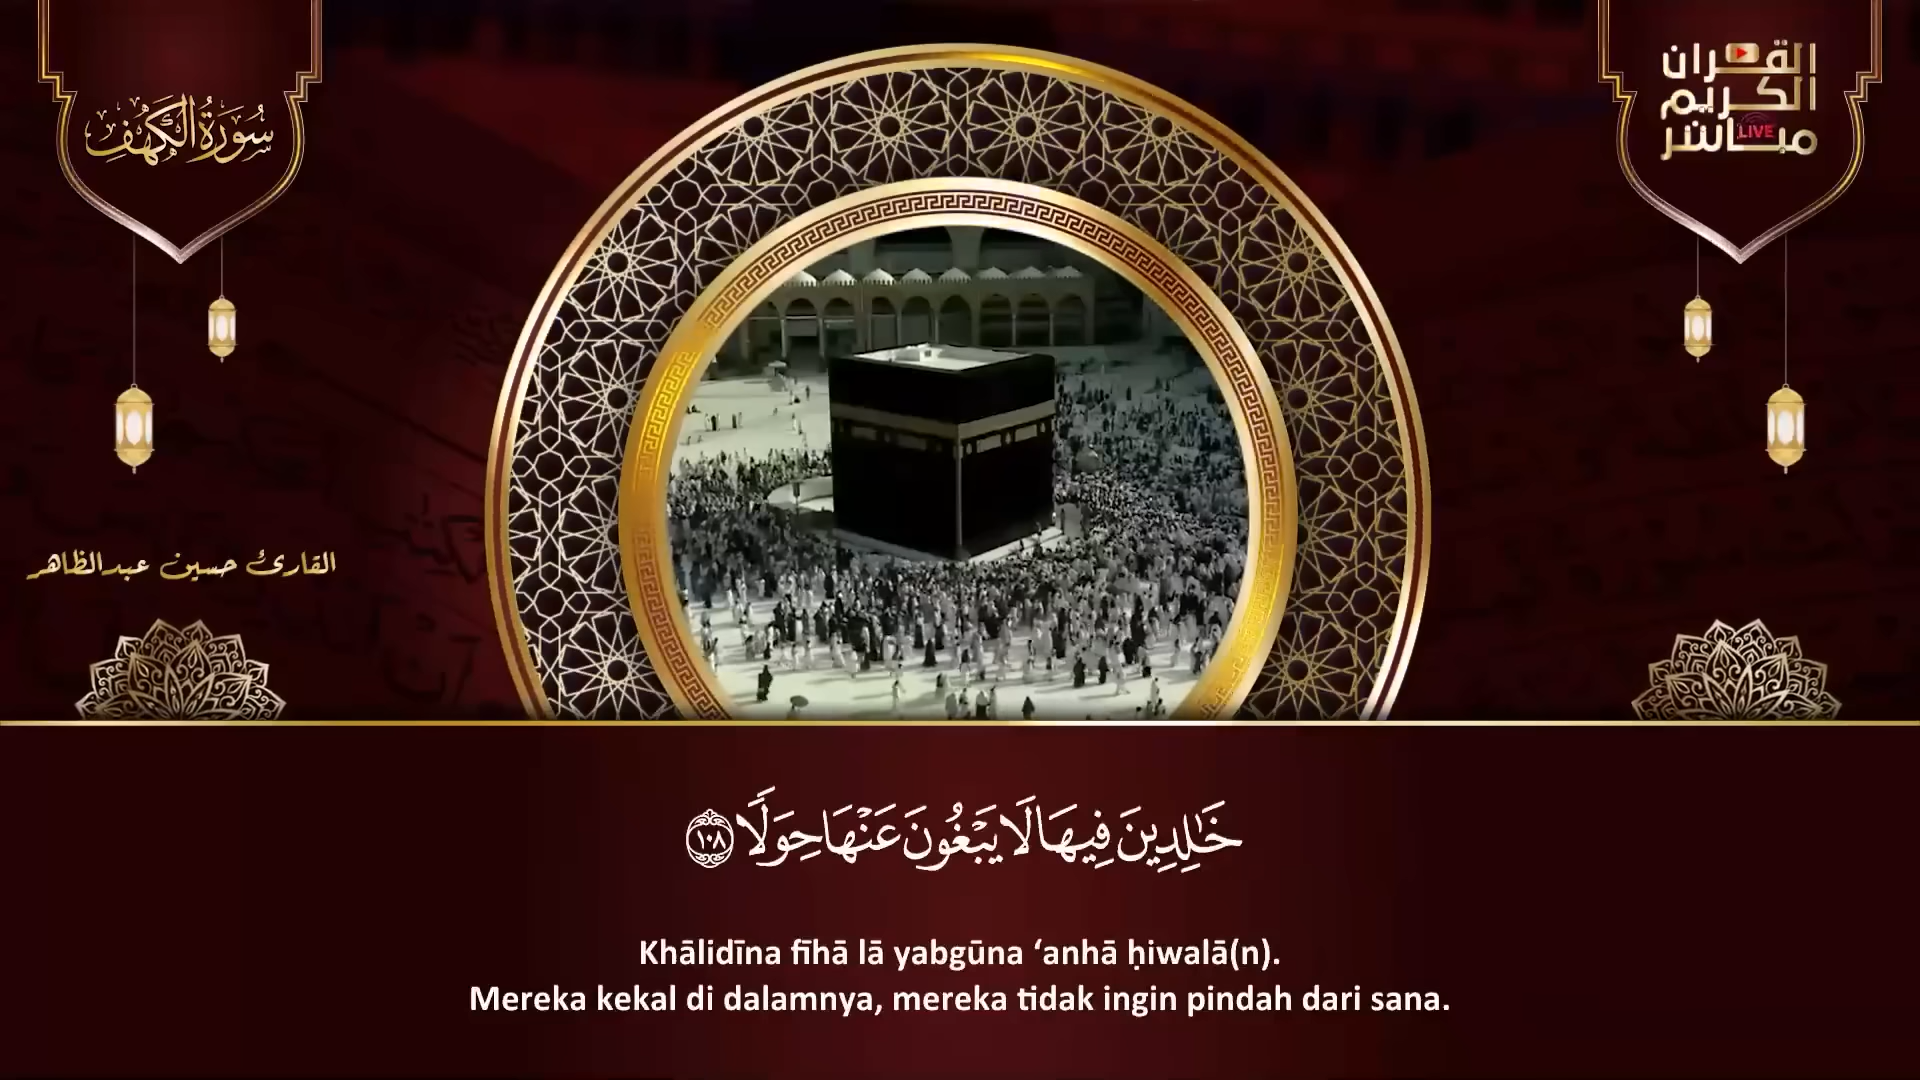 سُورَةُ الكَهْفِ
القرآن
الكريم
مباشر
LIVE
القارئ حسين عبدالظاهر
خَٰلِدِينَ فِيهَا لَا يَبْغُونَ عَنْهَا حِوَلًا ١٠٨
Khālidīna fīhā lā yabgūna ‘anhā ḥiwalā(n).
Mereka kekal di dalamnya, mereka tidak ingin pindah dari sana.